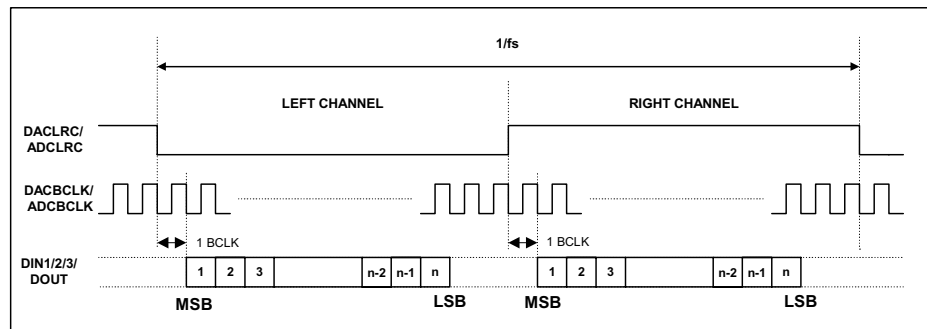 1/fs
LEFT CHANNEL
RIGHT CHANNEL
DACLRC/
ADCLRC
DACBCLK/
ADCBCLK
1 BCLK
1 BCLK
DIN1/2/3/
DOUT
1 2 3 n-2 n-1 n
1 2 3 n-2 n-1 n
MSB LSB MSB LSB